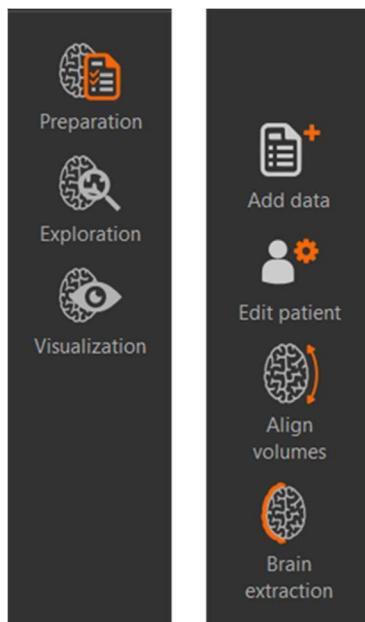 Preparation
Exploration
Visualization
Add data
Edit patient
Align
volumes
Brain
extraction